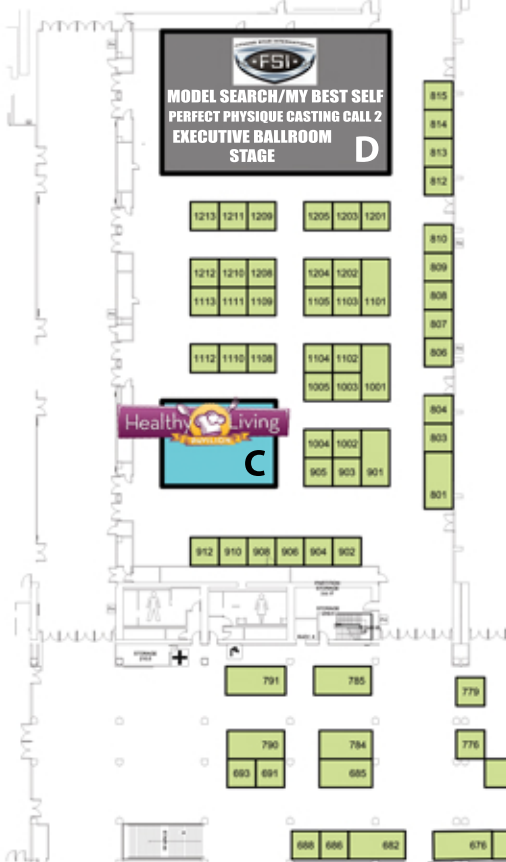 FSI
MODEL SEARCH/MY BEST SELF
PERFECT PHYSIQUE CASTING CALL 2
EXECUTIVE BALLROOM
STAGE
D
815
814
813
812
1213 1211 1209 1205 1203 1201
810
809
808
807
806
1212 1210 1208 1204 1202
1113 1111 1109 1105 1103 1101
1112 1110 1108 1104 1102
1005 1003 1001
804
803
801
Healthy Living
PAVILION
C
1004 1002
905 903 901
912 910 908 906 904 902
STORAGE
STORAGE
791 785 779
790 784 776
693 691 685
688 686 682 676